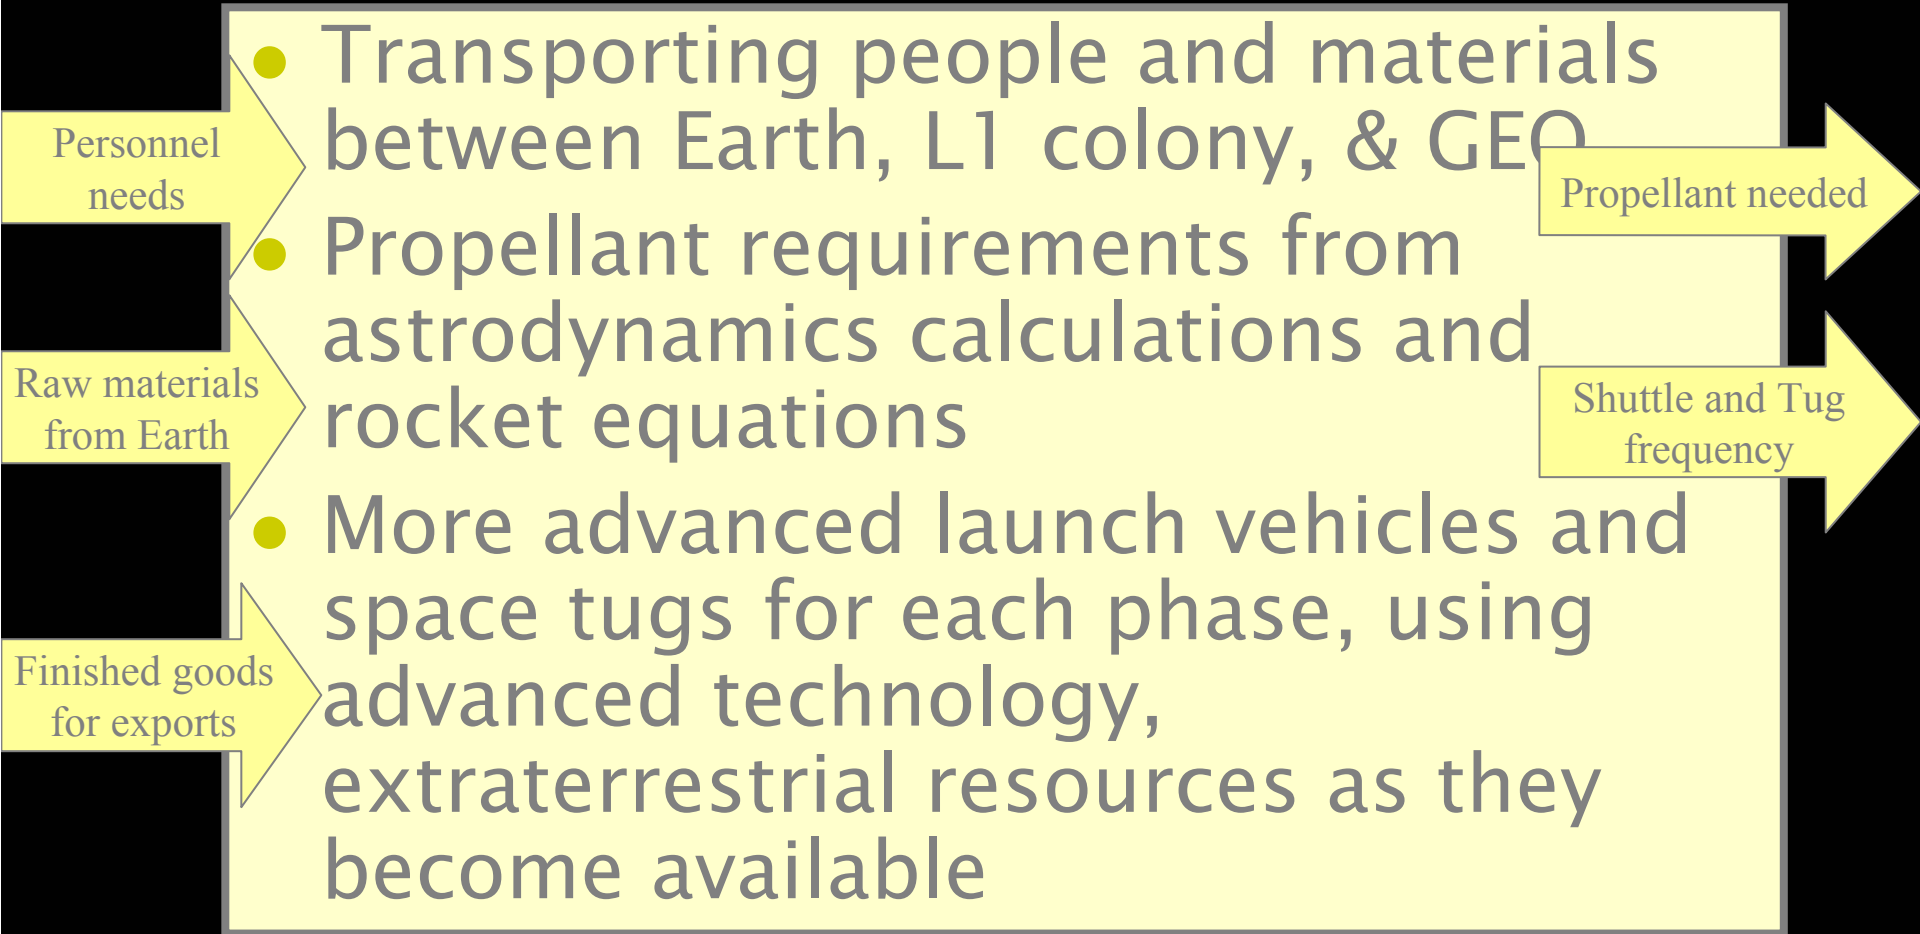 Personnel
needs
Raw materials
from Earth
Finished goods
for exports
• Transporting people and materials
between Earth, L1 colony, & GEO
• Propellant requirements from
astrodynamics calculations and
rocket equations
• More advanced launch vehicles and
space tugs for each phase, using
advanced technology,
extraterrestrial resources as they
become available
Propellant needed
Shuttle and Tug
frequency